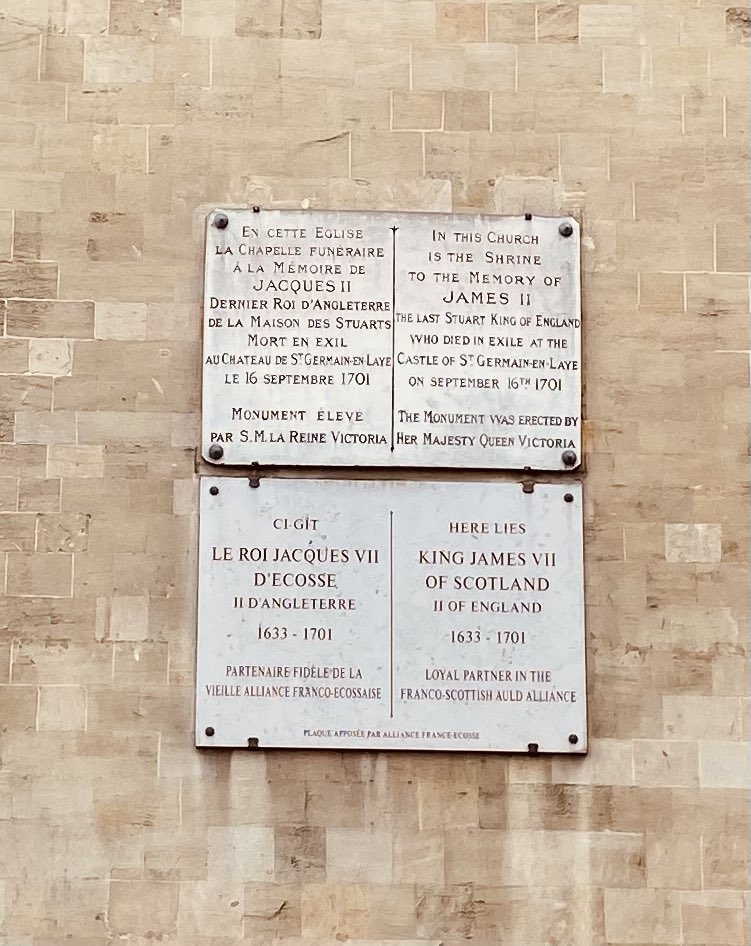 EN CETTE EGLISE
LA CHAPELLE FUNÉRAIRE
À LA MÉMOIRE DE
JACQUES II
DERNIER ROI D'ANGLETERRE
DE LA MAISON DES STUARTS
MORT EN EXIL
AU CHATEAU DE ST GERMAIN-EN-LAYE
LE 16 SEPTEMBRE 1701
MONUMENT ÉLEVÉ
PAR S.M. LA REINE VICTORIA
IN THIS CHURCH
IS THE SHRINE
TO THE MEMORY OF
JAMES II
THE LAST STUART KING OF ENGLAND
WHO DIED IN EXILE AT THE
CASTLE OF ST GERMAIN-EN-LAYE
ON SEPTEMBER 16TH 1701
THE MONUMENT WAS ERECTED BY
HER MAJESTY QUEEN VICTORIA
CI-GÎT
LE ROI JACQUES VII
D'ECOSSE
II D'ANGLETERRE
1633 - 1701
PARTENAIRE FIDÈLE DE LA
VIEILLE ALLIANCE FRANCO-ECOSSAISE
HERE LIES
KING JAMES VII
OF SCOTLAND
II OF ENGLAND
1633 - 1701
LOYAL PARTNER IN THE
FRANCO-SCOTTISH AULD ALLIANCE
PLAQUE APPOSÉE PAR ALLIANCE FRANCE-ECOSSE